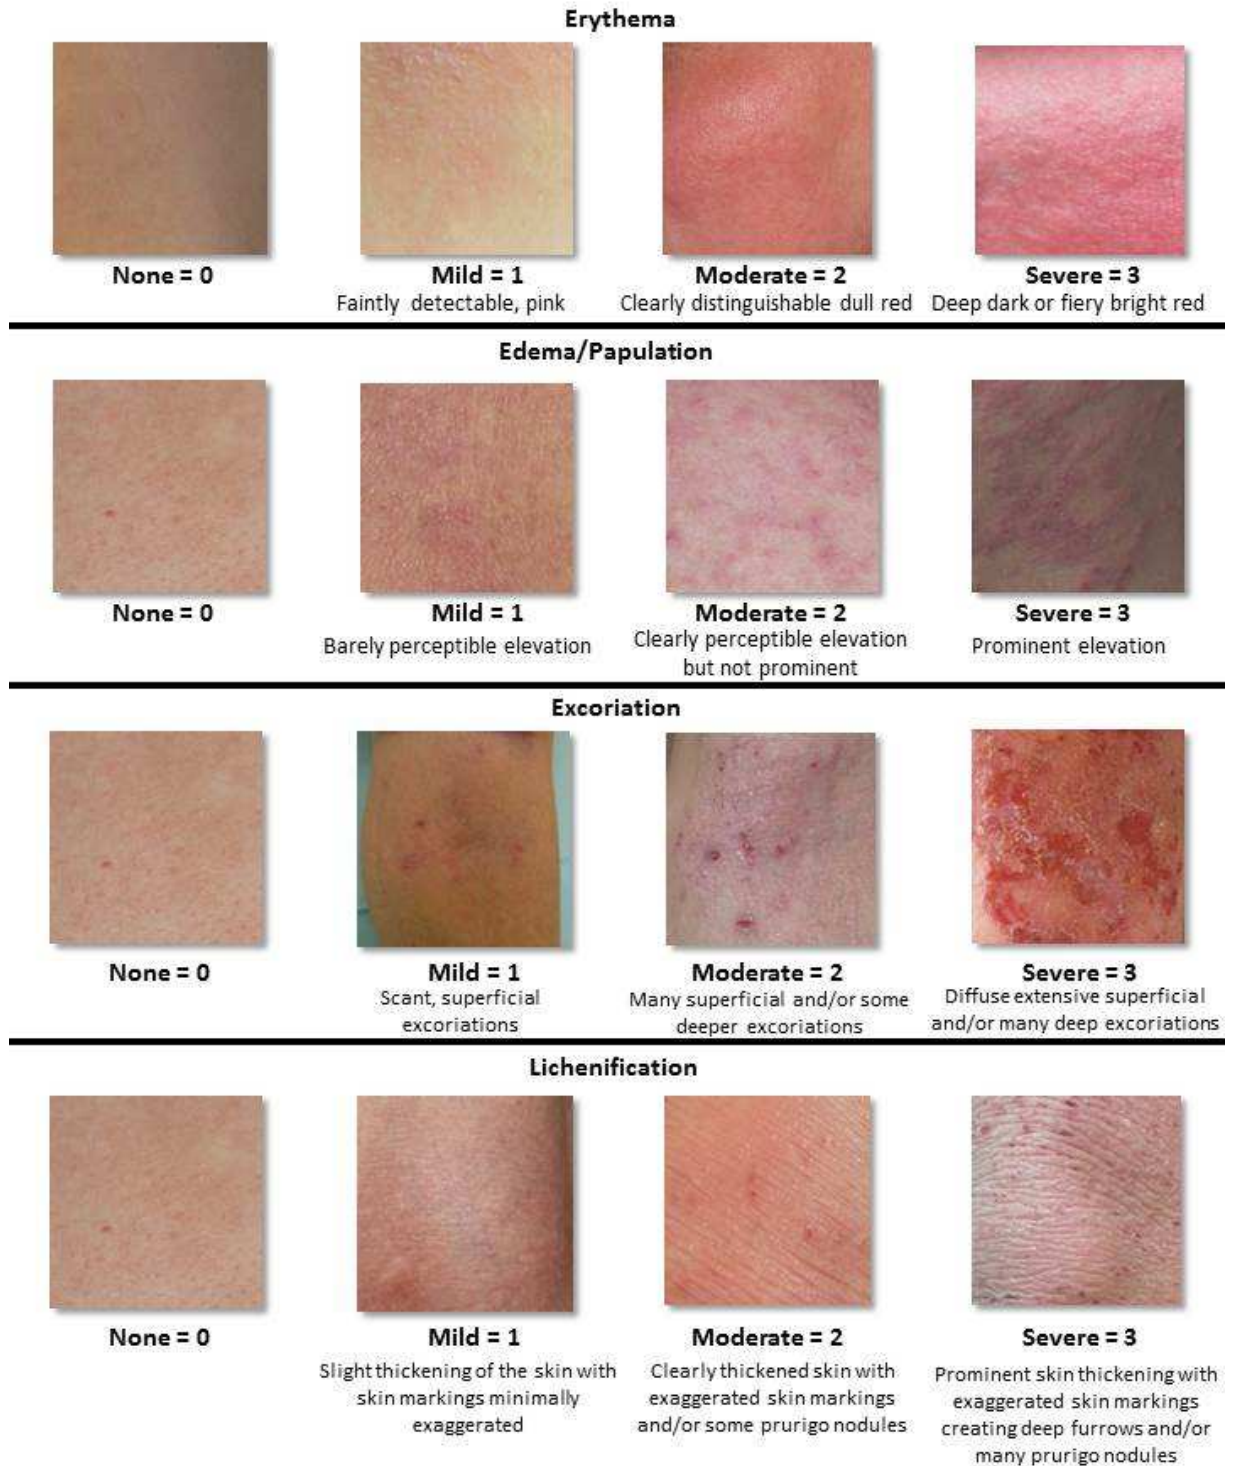 Erythema
None = 0
Mild = 1
Moderate = 2
Severe = 3
Faintly detectable, pink
Clearly distinguishable dull red
Deep dark or fiery bright red
Edema/Papulation
None = 0
Mild = 1
Moderate = 2
Severe = 3
Barely perceptible elevation
Clearly perceptible elevation
but not prominent
Prominent elevation
Excoriation
None = 0
Mild = 1
Moderate = 2
Severe = 3
Scant, superficial
excoriations
Many superficial and/or some
deeper excoriations
Diffuse extensive superficial
and/or many deep excoriations
Lichenification
None = 0
Mild = 1
Moderate = 2
Severe = 3
Slight thickening of the skin with
skin markings minimally
exaggerated
Clearly thickened skin with
exaggerated skin markings
and/or some prurigo nodules
Prominent skin thickening with
exaggerated skin markings
creating deep furrows and/or
many prurigo nodules